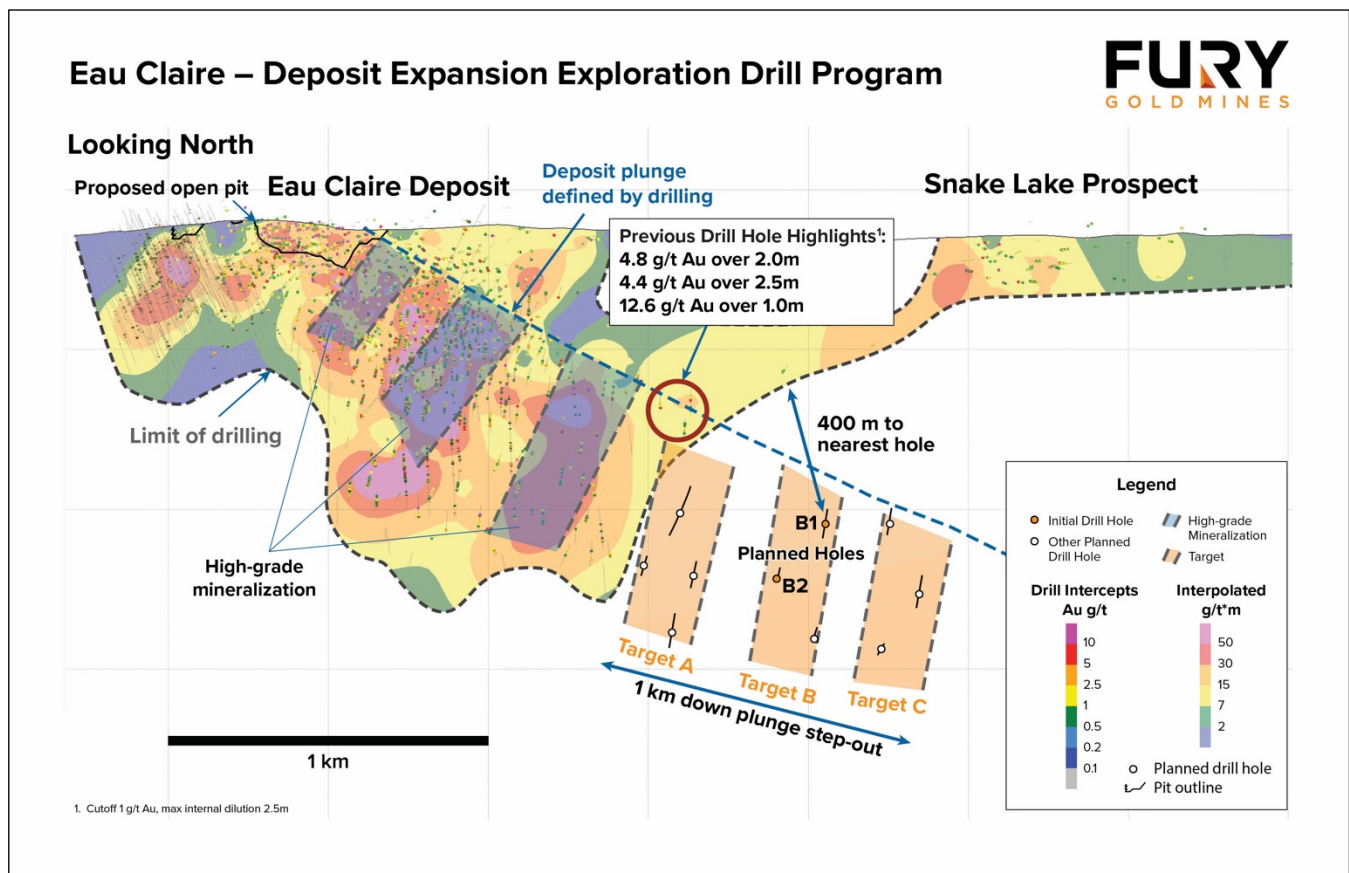 Eau Claire – Deposit Expansion Exploration Drill Program
FURY
GOLD MINES
Looking North
Proposed open pit
Eau Claire Deposit
Deposit plunge
defined by drilling
Snake Lake Prospect
Previous Drill Hole Highlights¹:
4.8 g/t Au over 2.0m
4.4 g/t Au over 2.5m
12.6 g/t Au over 1.0m
Limit of drilling
400 m to
nearest hole
High-grade
mineralization
B1
Planned Holes
B2
Target A
Target B
Target C
1 km down plunge step-out
1 km
Legend
Initial Drill Hole
Other Planned
Drill Hole
High-grade
Mineralization
Target
Drill Intercepts
Au g/t
10
5
2.5
1
0.5
0.2
0.1
Interpolated
g/t*m
50
30
15
7
2
Planned drill hole
Pit outline
1. Cutoff 1 g/t Au, max internal dilution 2.5m